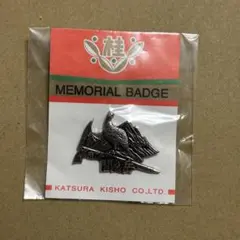 桂
MEMORIAL BADGE
KATSURA KISHO CO.,LTD.